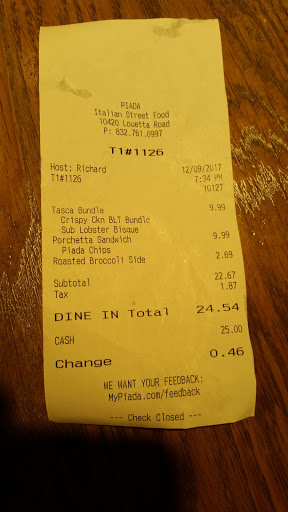 PIADA
Italian Street Food
10420 Louetta Road
P: 832.761.0997
T1#1126
Host: Richard 12/09/2017
T1#1126 7:34 PM
10127
Tasca Bundle 9.99
Crispy Ckn BLT Bundle
Sub Lobster Bisque
Porchetta Sandwich 9.99
Piada Chips
Roasted Broccoli Side 2.69
Subtotal 22.67
Tax 1.87
DINE IN Total 24.54
CASH 25.00
Change 0.46
WE WANT YOUR FEEDBACK:
MyPiada.com/feedback
--- Check Closed ---